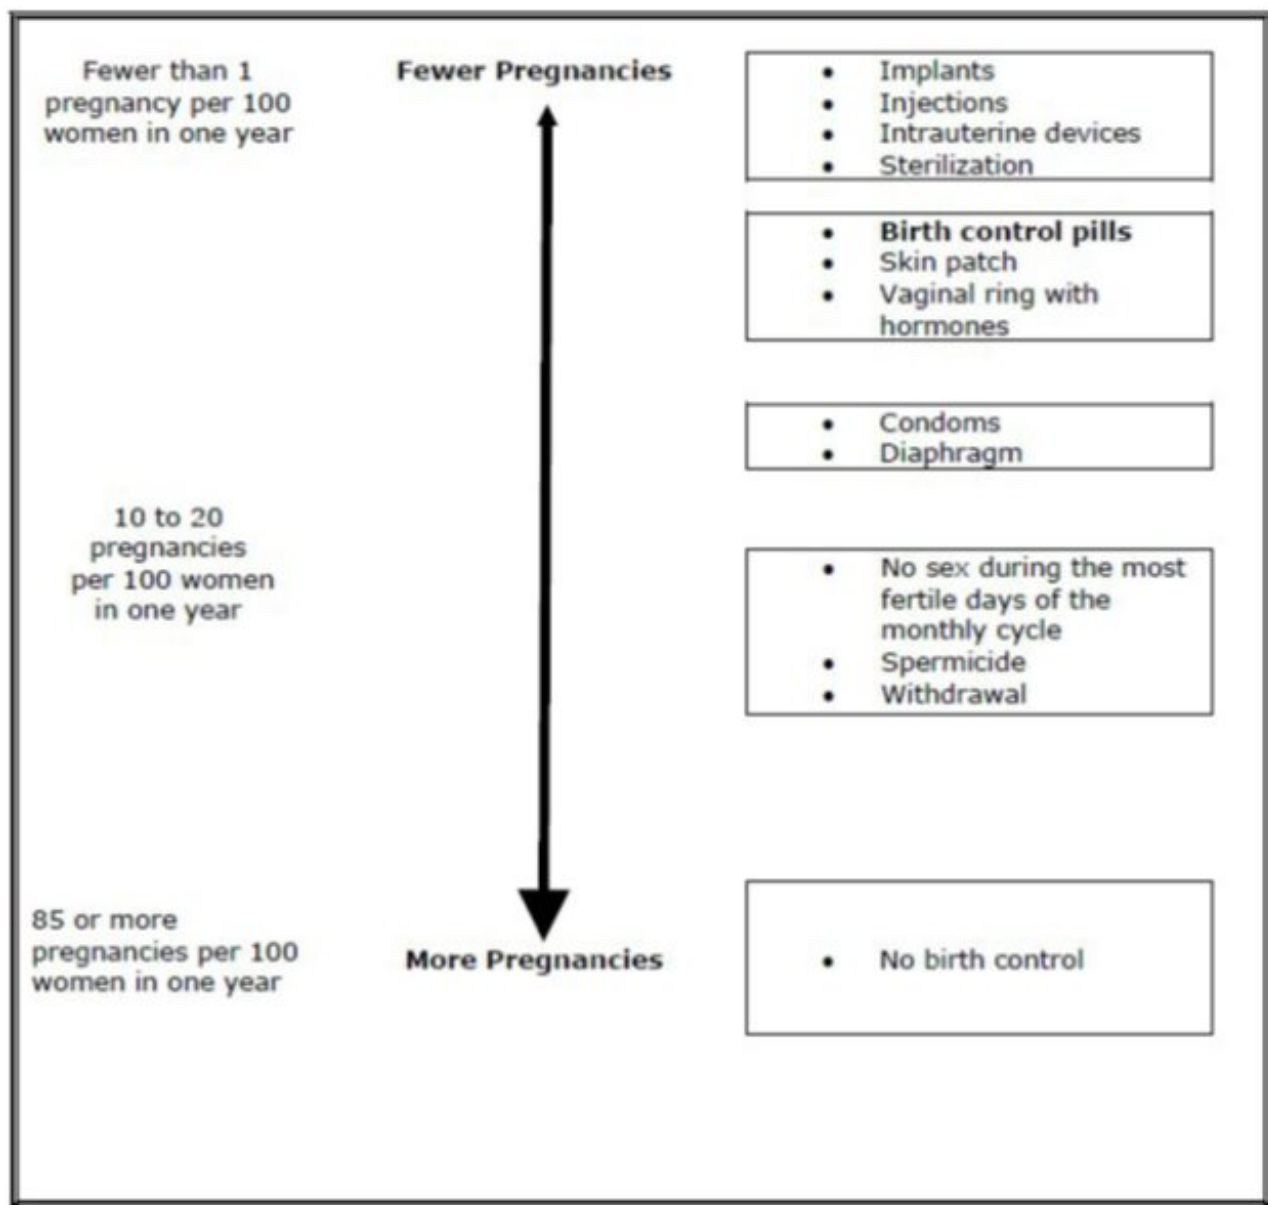 Fewer than 1
pregnancy per 100
women in one year
Fewer Pregnancies
• Implants
• Injections
• Intrauterine devices
• Sterilization
• Birth control pills
• Skin patch
• Vaginal ring with
hormones
• Condoms
• Diaphragm
10 to 20
pregnancies
per 100 women
in one year
• No sex during the most
fertile days of the
monthly cycle
• Spermicide
• Withdrawal
85 or more
pregnancies per 100
women in one year
More Pregnancies
• No birth control